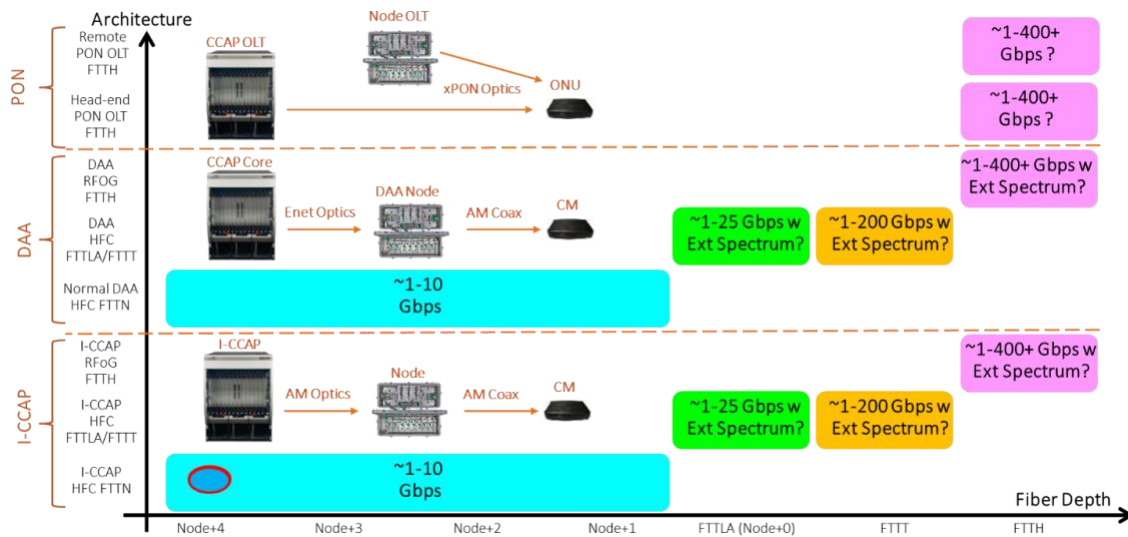 Architecture
PON
Remote
PON OLT
FTTH
Head-end
PON OLT
FTTH
CCAP OLT
Node OLT
xPON Optics
ONU
~1-400+
Gbps ?
~1-400+
Gbps ?
DAA
DAA
RFOG
FTTH
DAA
HFC
FTTLA/FTTT
Normal DAA
HFC FTTN
CCAP Core
Enet Optics
DAA Node
AM Coax
CM
~1-25 Gbps w
Ext Spectrum?
~1-200 Gbps w
Ext Spectrum?
~1-400+ Gbps w
Ext Spectrum?
~1-10
Gbps
I-CCAP
I-CCAP
RFoG
FTTH
I-CCAP
HFC
FTTLA/FTTT
I-CCAP
HFC FTTN
I-CCAP
AM Optics
Node
AM Coax
CM
~1-25 Gbps w
Ext Spectrum?
~1-200 Gbps w
Ext Spectrum?
~1-400+ Gbps w
Ext Spectrum?
~1-10
Gbps
Fiber Depth
Node+4
Node+3
Node+2
Node+1
FTTLA (Node+0)
FTTT
FTTH